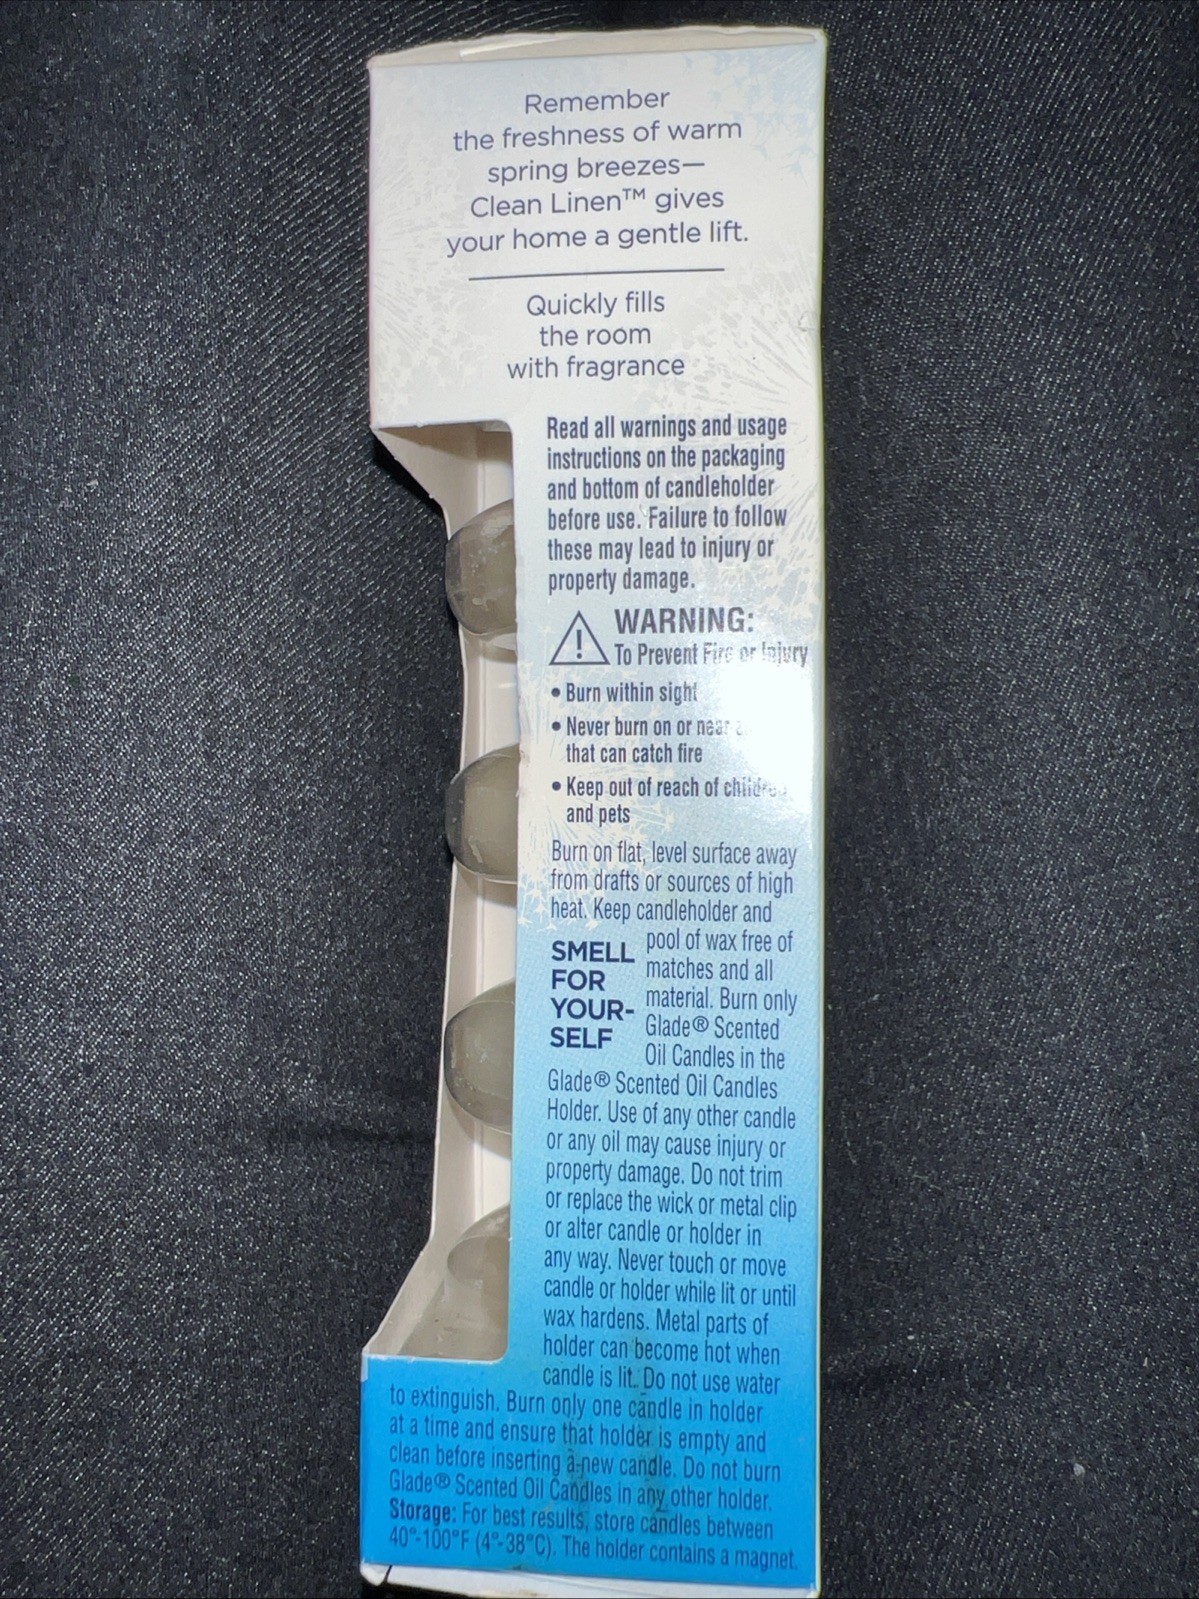 Remember
the freshness of warm
spring breezes—
Clean Linen™ gives
your home a gentle lift.
Quickly fills
the room
with fragrance
Read all warnings and usage
instructions on the packaging
and bottom of candleholder
before use. Failure to follow
these may lead to injury or
property damage.
WARNING:
To Prevent Fire or Injury
• Burn within sight
• Never burn on or near
that can catch fire
• Keep out of reach of children
and pets
Burn on flat, level surface away
from drafts or sources of high
heat. Keep candleholder and
pool of wax free of
matches and all
material. Burn only
Glade® Scented
Oil Candles in the
SMELL
FOR
YOUR-
SELF
Glade® Scented Oil Candles
Holder. Use of any other candle
or any oil may cause injury or
property damage. Do not trim
or replace the wick or metal clip
or alter candle or holder in
any way. Never touch or move
candle or holder while lit or until
wax hardens. Metal parts of
holder can become hot when
candle is lit. Do not use water
to extinguish. Burn only one candle in holder
at a time and ensure that holder is empty and
clean before inserting a new candle. Do not burn
Glade® Scented Oil Candles in any other holder.
Storage: For best results, store candles between
40°-100°F (4°-38°C). The holder contains a magnet.